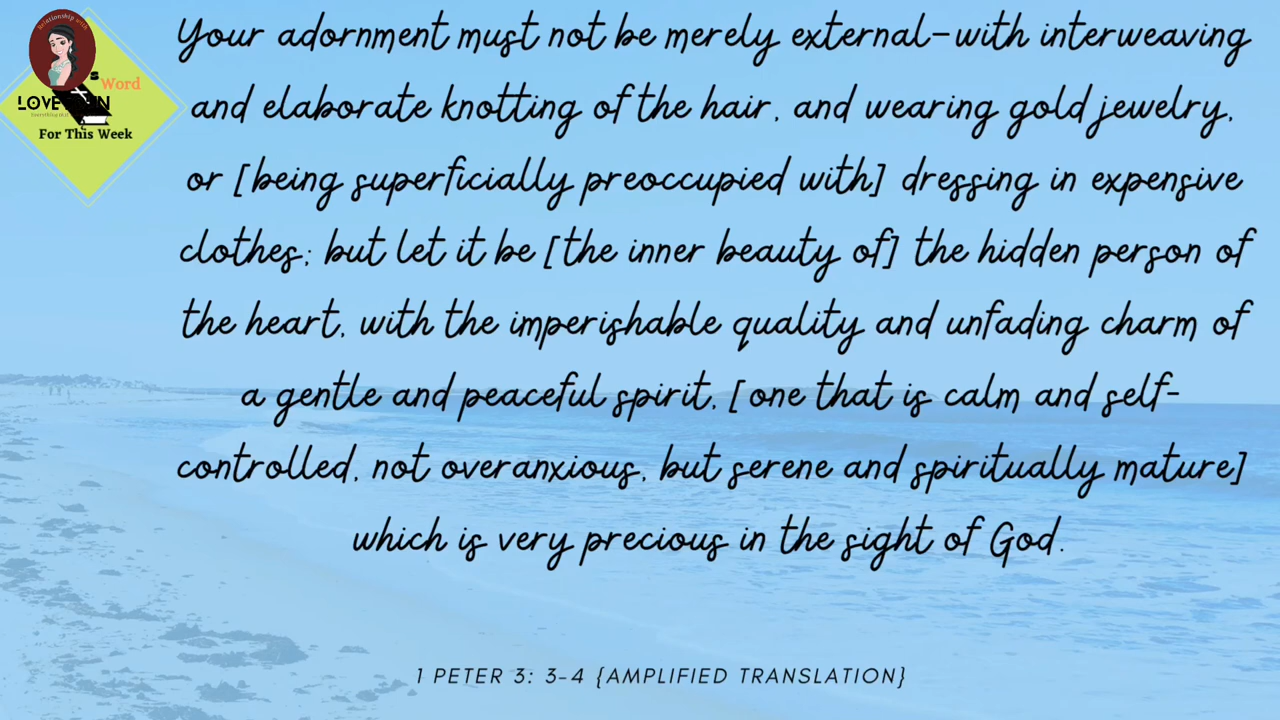 Relationship with
s
Word
LOVE
For This Week
Your adornment must not be merely external–with interweaving
and elaborate knotting of the hair, and wearing gold jewelry,
or [being superficially preoccupied with] dressing in expensive
clothes; but let it be [the inner beauty of] the hidden person of
the heart, with the imperishable quality and unfading charm of
a gentle and peaceful spirit, [one that is calm and self-
controlled, not overanxious, but serene and spiritually mature]
which is very precious in the sight of God.
1 PETER 3: 3-4 {AMPLIFIED TRANSLATION}